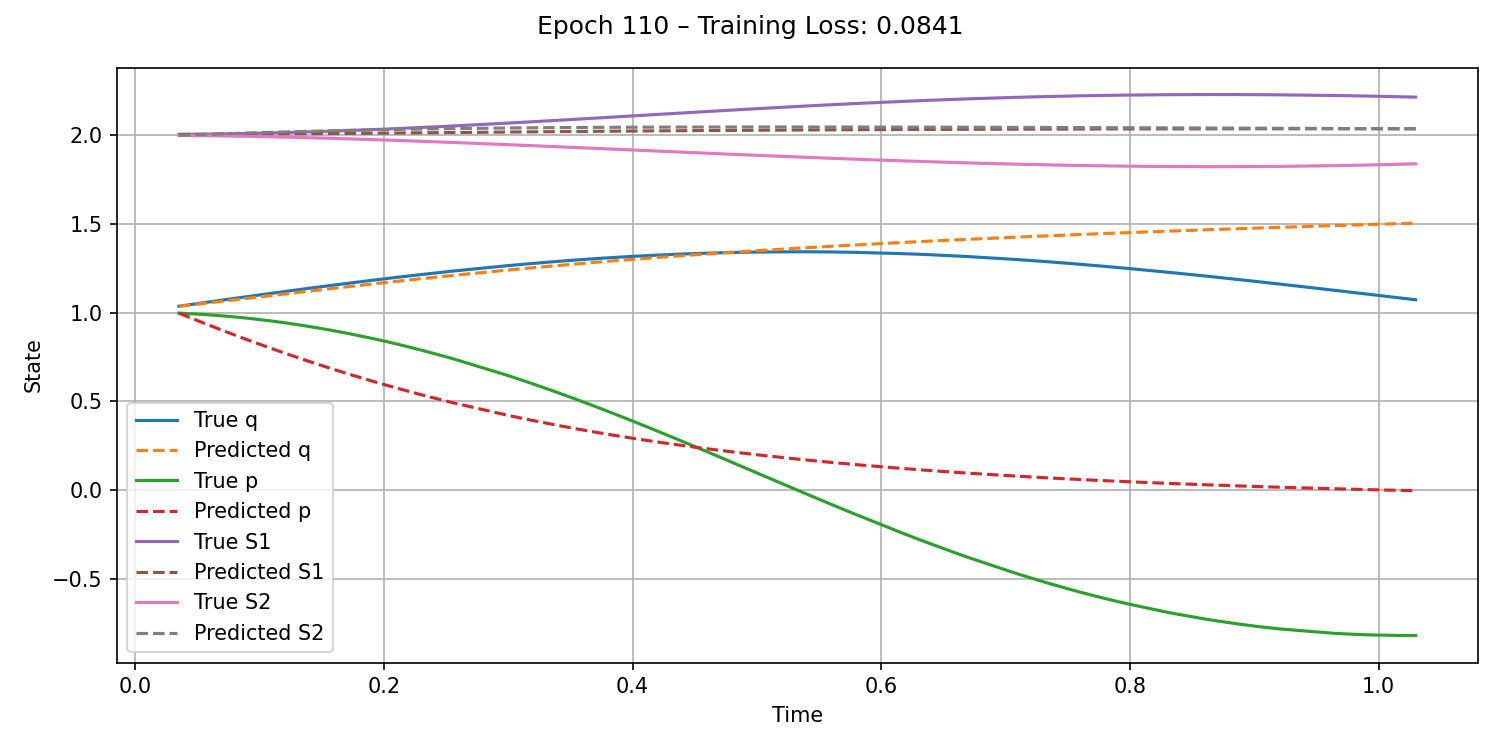 Epoch 110 – Training Loss: 0.0841
State
2.0
1.5
1.0
0.5
0.0
−0.5
True q
Predicted q
True p
Predicted p
True S1
Predicted S1
True S2
Predicted S2
0.0 0.2 0.4 0.6 0.8 1.0
Time